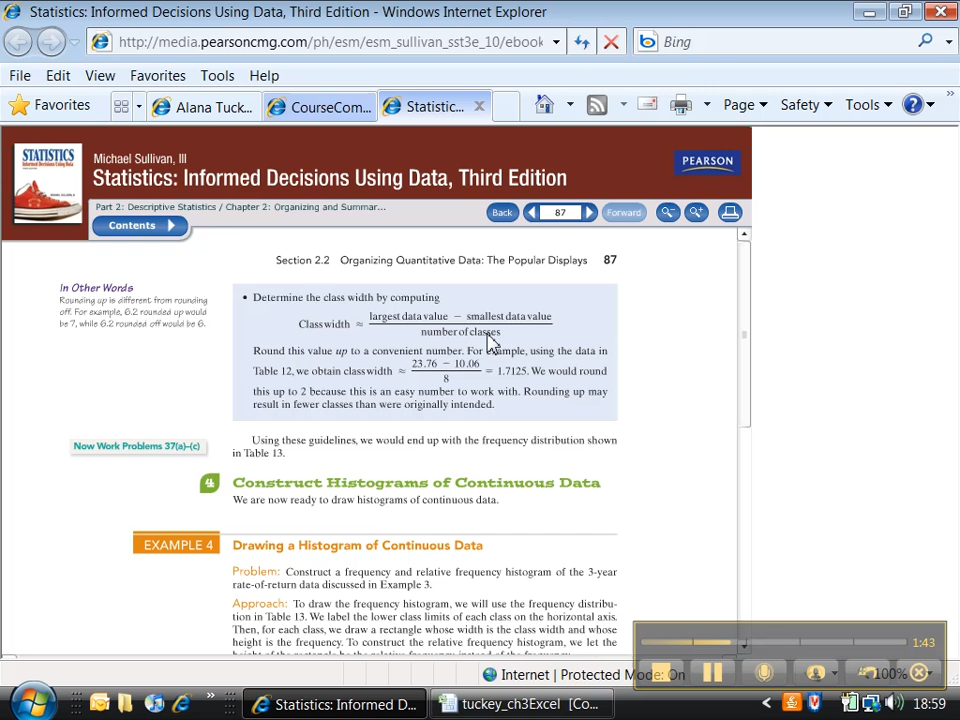 Statistics: Informed Decisions Using Data, Third Edition - Windows Internet Explorer
http://media.pearsoncmg.com/ph/esm/esm_sullivan_sst3e_10/ebook
Bing
File Edit View Favorites Tools Help
Favorites
Alana Tuck...
CourseCom...
Statistic...
Page Safety Tools
STATISTICS
Michael Sullivan, III
Statistics: Informed Decisions Using Data, Third Edition
PEARSON
Part 2: Descriptive Statistics / Chapter 2: Organizing and Summar...
Contents
Back 87 Forward
Section 2.2 Organizing Quantitative Data: The Popular Displays 87
In Other Words
Rounding up is different from rounding
off. For example, 6.2 rounded up would
be 7, while 6.2 rounded off would be 6.
• Determine the class width by computing
Class width ≈ largest data value − smallest data value
number of classes
Round this value up to a convenient number. For example, using the data in
Table 12, we obtain class width ≈ 23.76 − 10.06 / 8 = 1.7125. We would round
this up to 2 because this is an easy number to work with. Rounding up may
result in fewer classes than were originally intended.
Now Work Problems 37(a)–(c)
Using these guidelines, we would end up with the frequency distribution shown
in Table 13.
4 Construct Histograms of Continuous Data
We are now ready to draw histograms of continuous data.
EXAMPLE 4 Drawing a Histogram of Continuous Data
Problem: Construct a frequency and relative frequency histogram of the 3-year
rate-of-return data discussed in Example 3.
Approach: To draw the frequency histogram, we will use the frequency distribu-
tion in Table 13. We label the lower class limits of each class on the horizontal axis.
Then, for each class, we draw a rectangle whose width is the class width and whose
height is the frequency. To construct the relative frequency histogram, we let the
1:43
Internet | Protected Mode: On
100%
Statistics: Informed D...
tuckey_ch3Excel [Co...
18:59